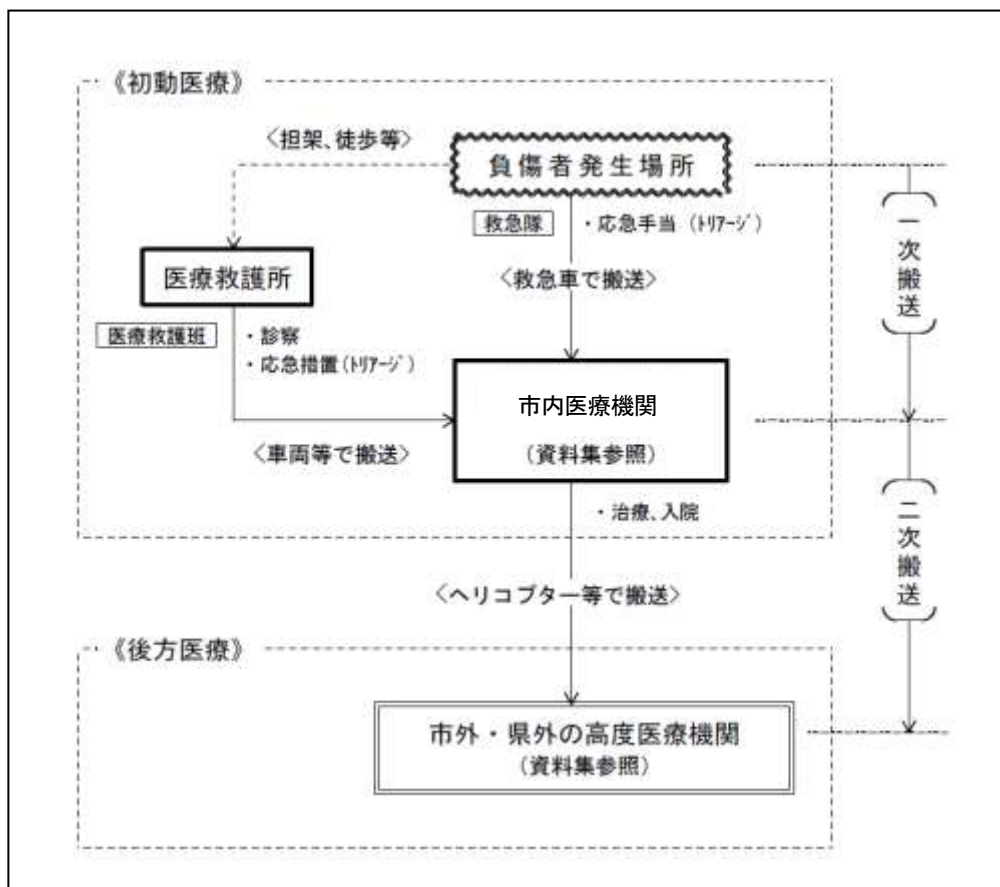 《初動医療》
<担架、徒歩等>
負傷者発生場所
救急隊
・応急手当（ﾄﾘｱｰｼﾞ）
<救急車で搬送>
医療救護所
医療救護班
・診察
・応急措置（ﾄﾘｱｰｼﾞ）
<車両等で搬送>
市内医療機関
（資料集参照）
・治療、入院
一次搬送
<ヘリコプター等で搬送>
二次搬送
《後方医療》
市外・県外の高度医療機関
（資料集参照）